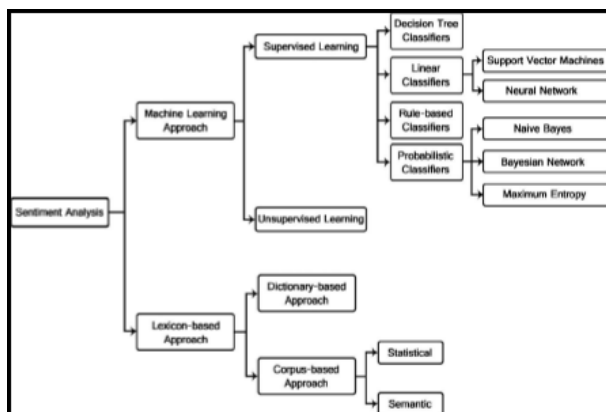 Decision Tree
Classifiers
Supervised Learning
Support Vector Machines
Linear
Classifiers
Neural Network
Machine Learning
Approach
Rule-based
Classifiers
Naive Bayes
Probabilistic
Classifiers
Bayesian Network
Maximum Entropy
Sentiment Analysis
Unsupervised Learning
Dictionary-based
Approach
Lexicon-based
Approach
Statistical
Corpus-based
Approach
Semantic